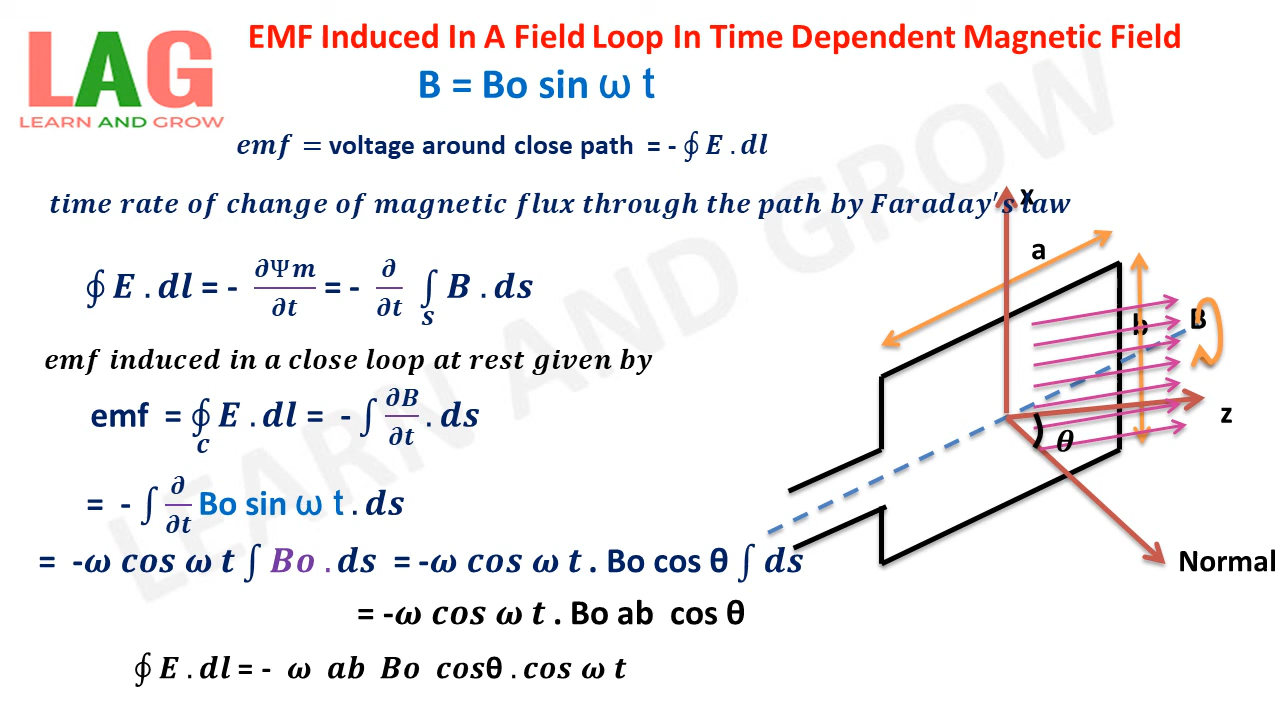 LAG
LEARN AND GROW
EMF Induced In A Field Loop In Time Dependent Magnetic Field
B = Bo sin ω t
emf = voltage around close path = - ∮ E . dl
time rate of change of magnetic flux through the path by Faraday's law
∮ E . dl = - ∂Ψm/∂t = - ∂/∂t ∫s B . ds
emf induced in a close loop at rest given by
emf = ∮c E . dl = - ∫ ∂B/∂t . ds
= - ∫ ∂/∂t Bo sin ω t . ds
= -ω cos ω t ∫ Bo . ds = -ω cos ω t . Bo cos θ ∫ ds
= -ω cos ω t . Bo ab cos θ
∮ E . dl = - ω ab Bo cosθ . cos ω t
x
a
b
B
z
θ
Normal
LEARN AND GROW